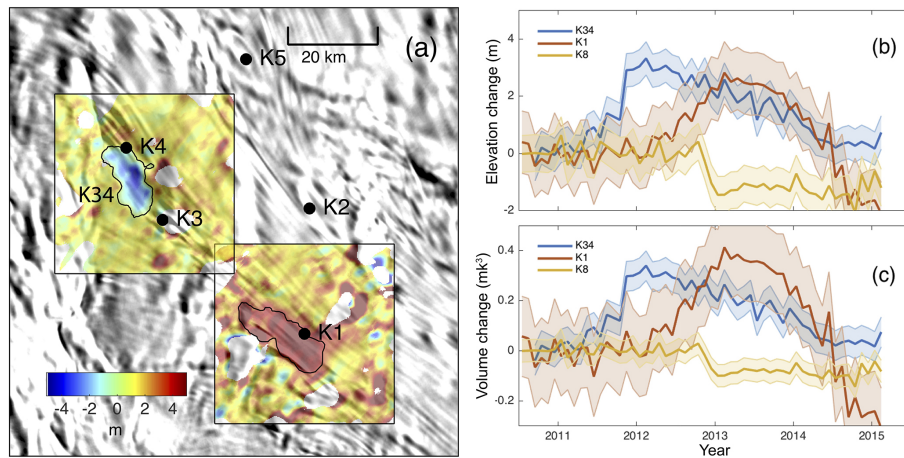 (a)
K5
20 km
K4
K34
K3
K2
K1
-5 -2 0 2 5
m
(b)
K34
K1
K8
Elevation change (m)
4
2
0
-2
(c)
K34
K1
K8
Volume change (mk³)
0.4
0.2
0
-0.2
2011 2012 2013 2014 2015
Year